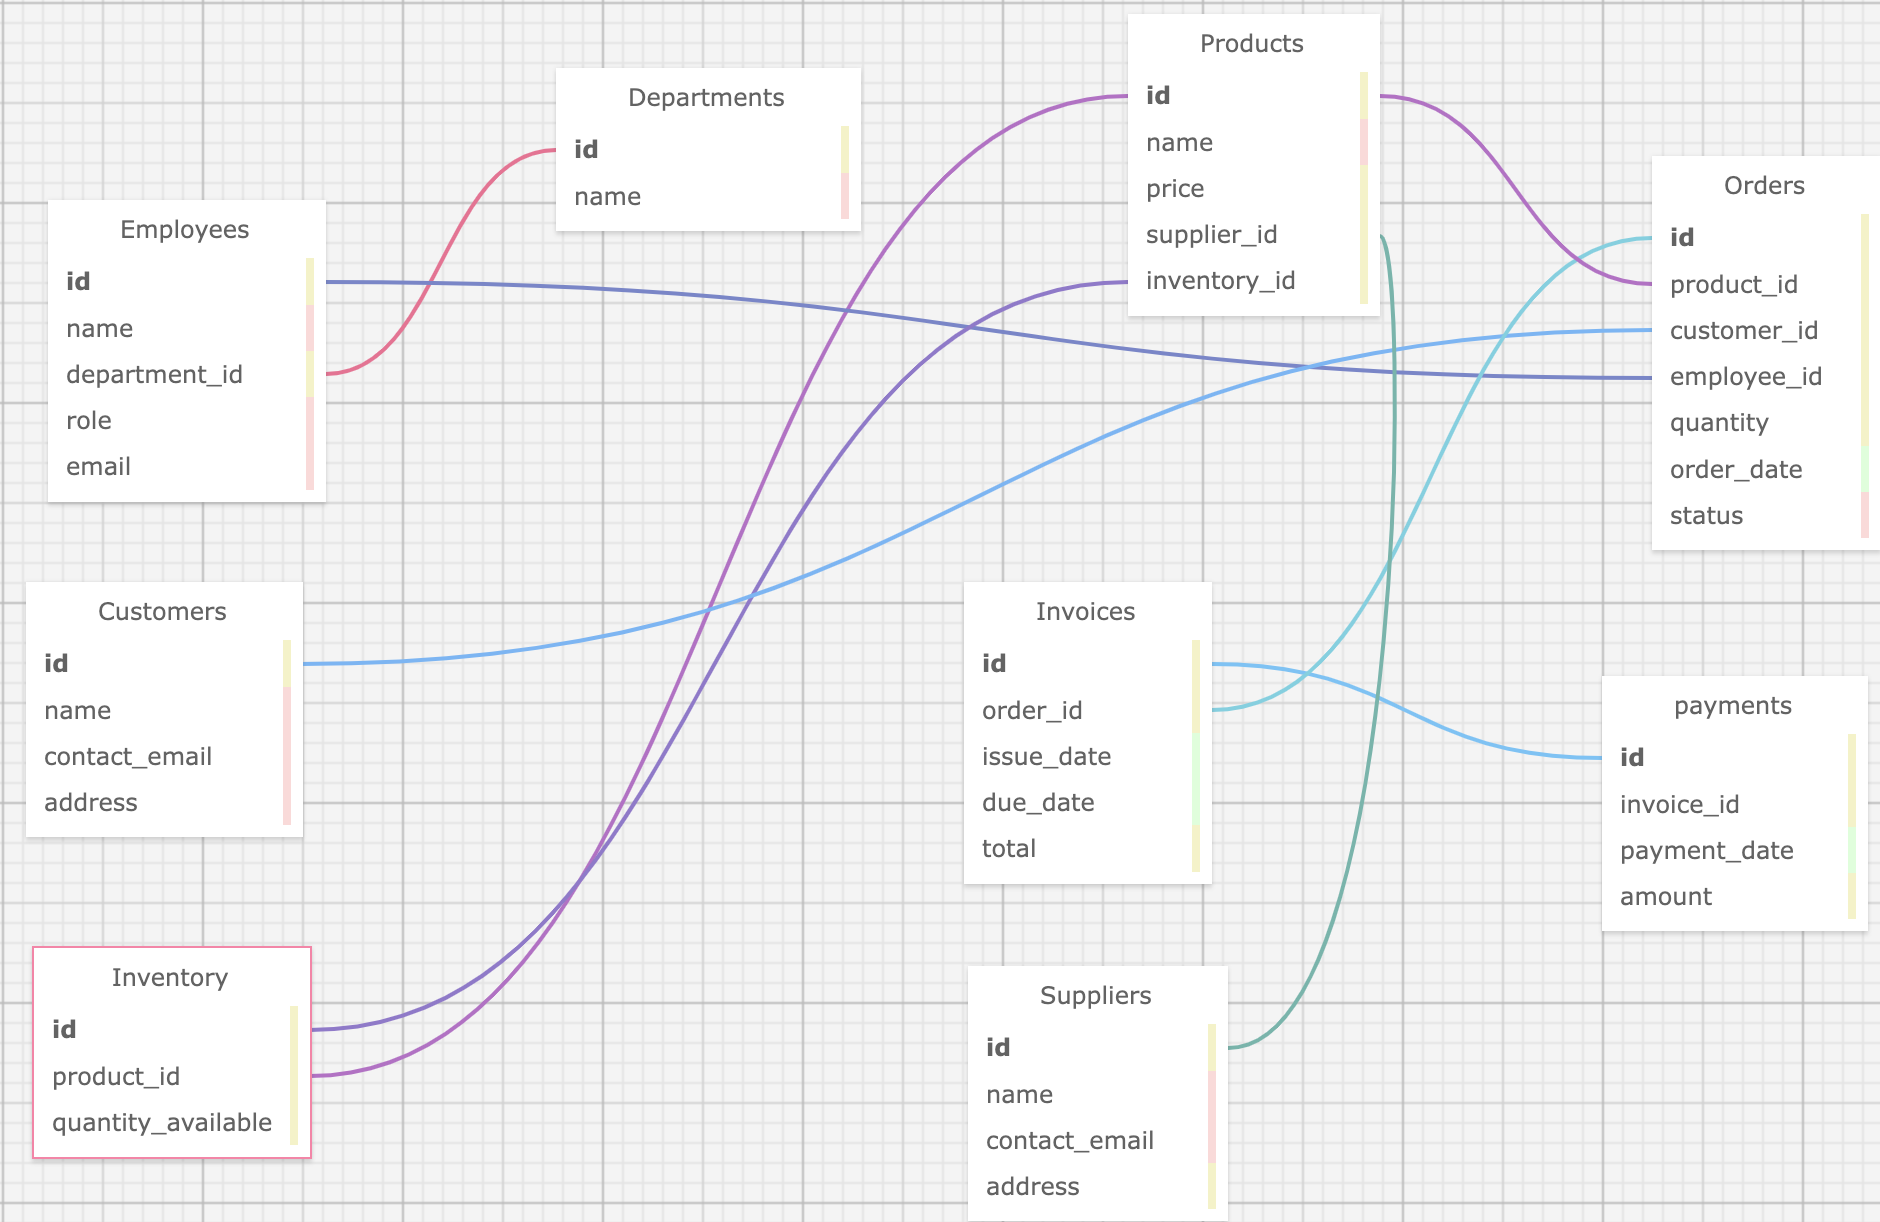 Products
id
name
price
supplier_id
inventory_id
Departments
id
name
Orders
id
product_id
customer_id
employee_id
quantity
order_date
status
Employees
id
name
department_id
role
email
Customers
id
name
contact_email
address
Invoices
id
order_id
issue_date
due_date
total
payments
id
invoice_id
payment_date
amount
Inventory
id
product_id
quantity_available
Suppliers
id
name
contact_email
address